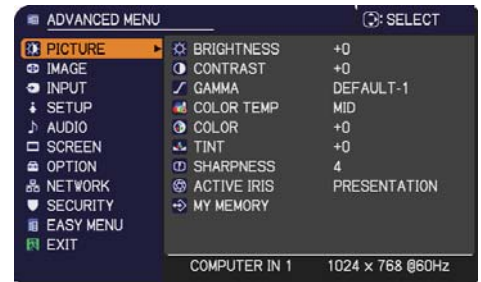 ADVANCED MENU : SELECT
PICTURE BRIGHTNESS +0
IMAGE CONTRAST +0
INPUT GAMMA DEFAULT-1
SETUP COLOR TEMP MID
AUDIO COLOR +0
SCREEN TINT +0
OPTION SHARPNESS 4
NETWORK ACTIVE IRIS PRESENTATION
SECURITY MY MEMORY
EASY MENU
EXIT
COMPUTER IN 1 1024 x 768 @60Hz